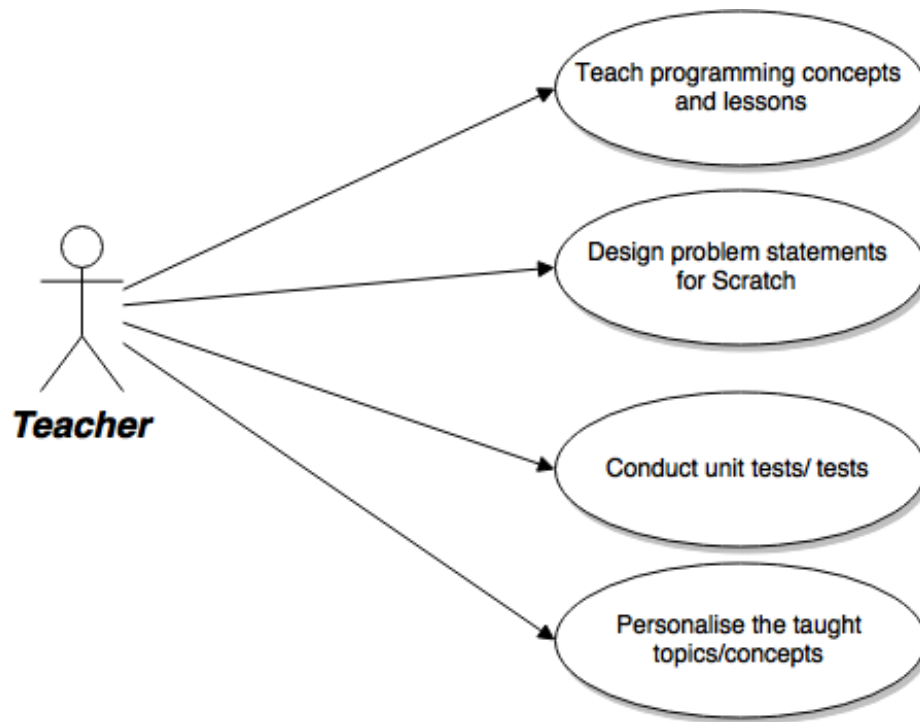 Teach programming concepts
and lessons
Design problem statements
for Scratch
Teacher
Conduct unit tests/ tests
Personalise the taught
topics/concepts